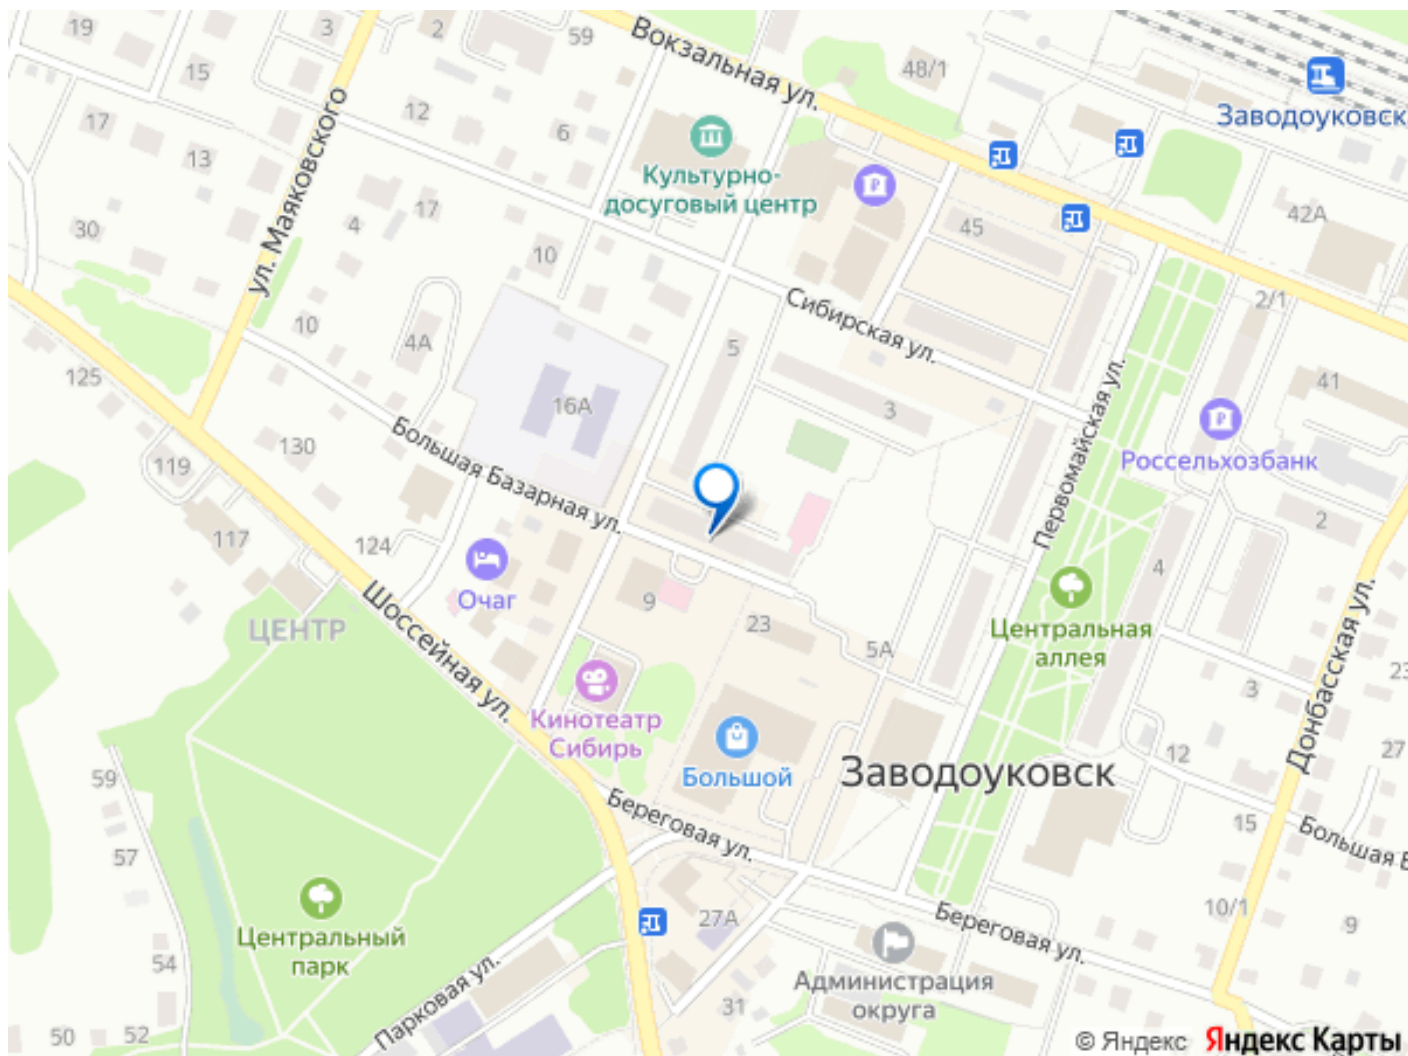 19
3
2
59
Вокзальная ул.
48/1
Заводоуковск
15
17
12
6
13
ул. Маяковского
Культурно-
досуговый центр
42А
30
4
17
45
10
10
4А
5
Сибирская ул.
2/1
125
16А
3
41
Первомайская ул.
Россельхозбанк
130
119
Большая Базарная ул.
117
124
2
Очаг
Шоссейная ул.
9
23
4
ЦЕНТР
Центральная
аллея
5А
Донбасская ул.
23
3
Кинотеатр
Сибирь
Большой
Заводоуковск
12
27
59
Береговая ул.
15
Большая Б
57
27А
10/1
9
Центральный
парк
Береговая ул.
54
Парковая ул.
Администрация
округа
31
50
52
© Яндекс
Яндекс Карты